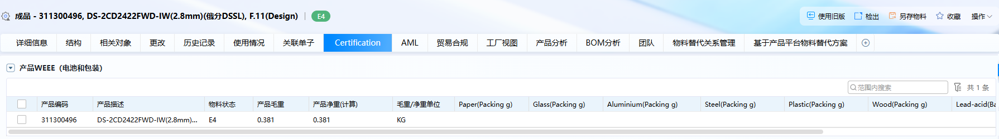 成品 - 311300496, DS-2CD2422FWD-IW(2.8mm)(俄分DSSL), F.11(Design) E4 使用旧版 检出 另存物料 收藏 操作
详细信息 结构 相关对象 更改 历史记录 使用情况 关联单子 Certification AML 贸易合规 工厂视图 产品分析 BOM分析 团队 物料替代关系管理 基于产品平台物料替代方案
产品WEEE（电池和包装）
范围内搜索 共 1 条
产品编码 产品描述 物料状态 产品毛重 产品净重(计算) 毛重/净重单位 Paper(Packing g) Glass(Packing g) Aluminium(Packing g) Steel(Packing g) Plastic(Packing g) Wood(Packing g) Lead-acid(Ba
311300496 DS-2CD2422FWD-IW(2.8mm)... E4 0.381 0.381 KG